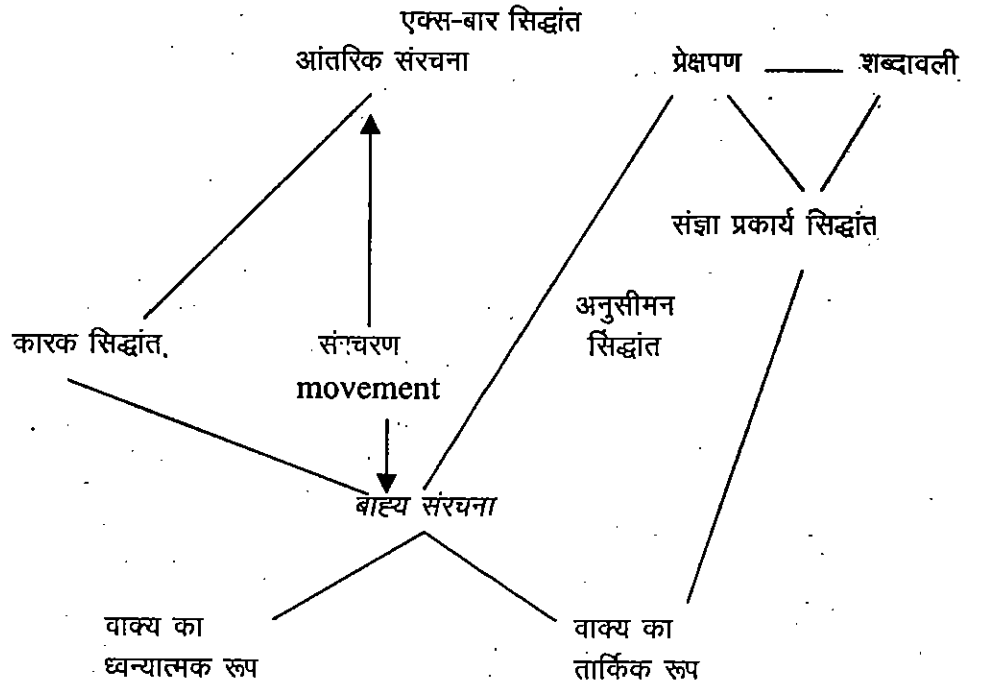 एक्स-बार सिद्धांत
आंतरिक संरचना
प्रेक्षपण
शब्दावली
संज्ञा प्रकार्य सिद्धांत
अनुसीमन
सिंद्धांत
कारक सिद्धांत
संचरण
movement
बाह्य संरचना
वाक्य का
ध्वन्यात्मक रूप
वाक्य का
तार्किक रूप